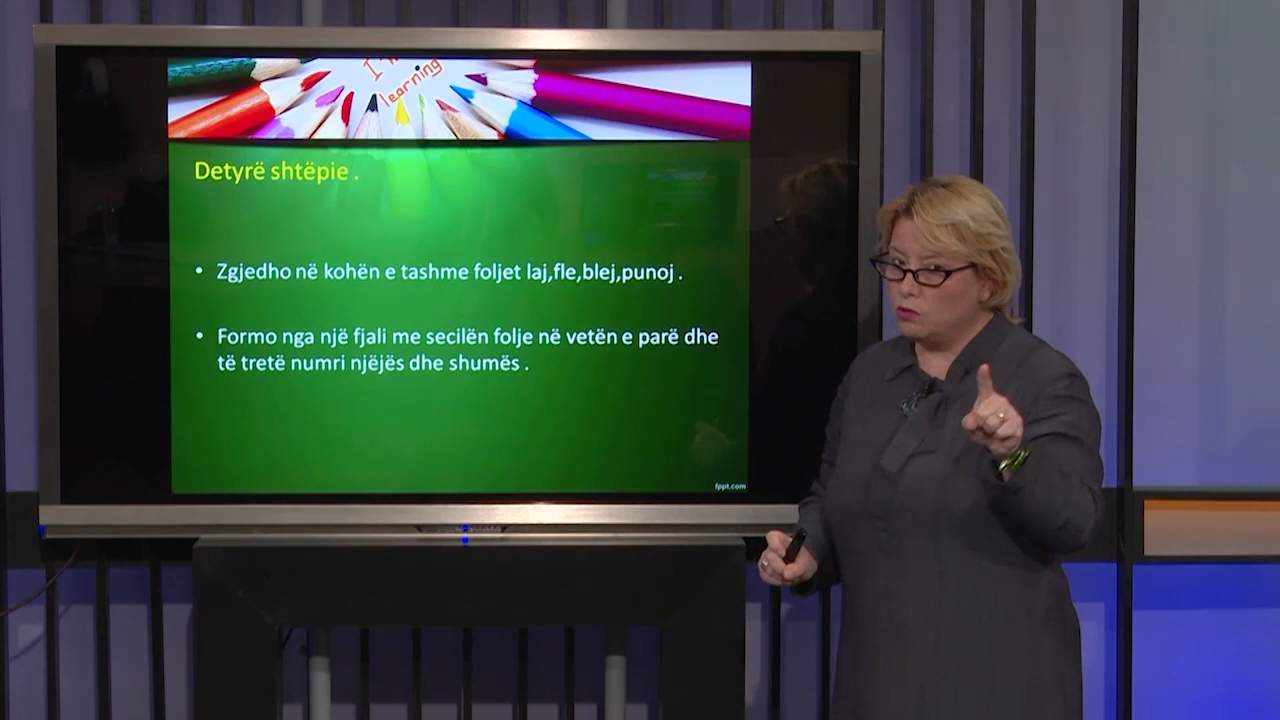 I'm
learning
Detyrë shtëpie .
• Zgjedho në kohën e tashme foljet laj,fle,blej,punoj .
• Formo nga një fjali me secilën folje në vetën e parë dhe
të tretë numri njëjës dhe shumës .
fppt.com